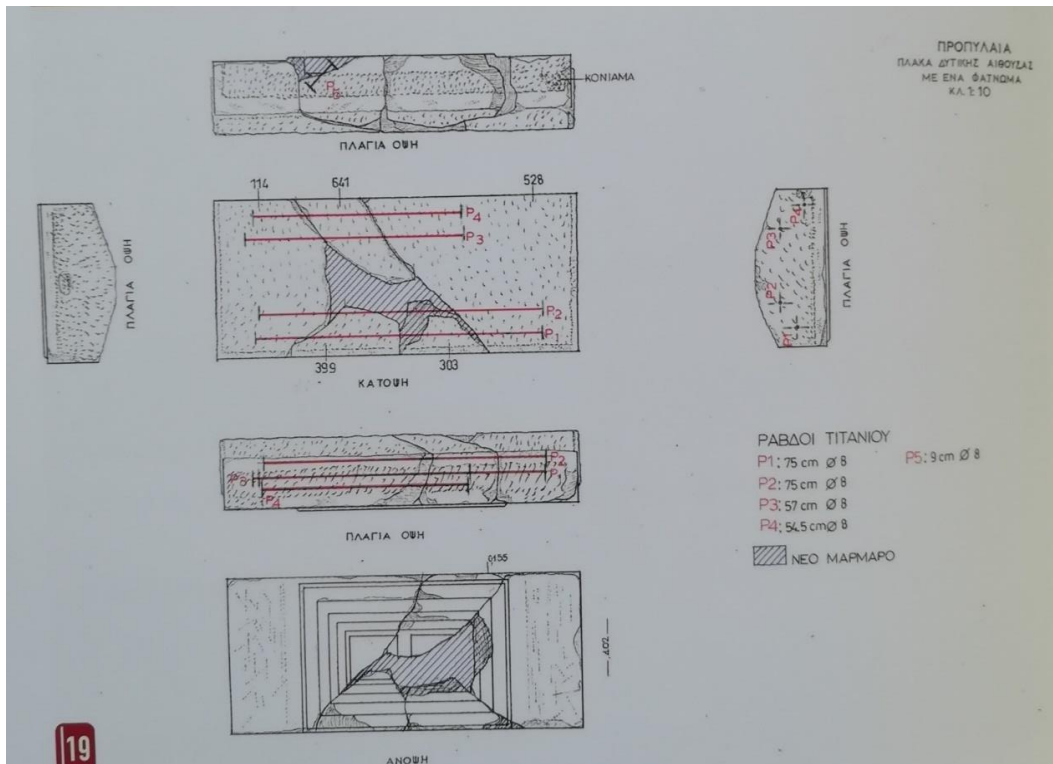 ΠΡΟΠΥΛΑΙΑ
ΠΛΑΚΑ ΔΥΤΙΚΗΣ ΑΙΘΟΥΣΑΣ
ΜΕ ΕΝΑ ΦΑΤΝΩΜΑ
ΚΛ. 1:10
ΚΟΝΙΑΜΑ
P5
ΠΛΑΓΙΑ ΟΨΗ
114 641 528
P4
P3
P2
P1
399 303
ΚΑΤΟΨΗ
ΠΛΑΓΙΑ ΟΨΗ
P4
P3
P2
P1
ΠΛΑΓΙΑ ΟΨΗ
P2
P1
P3
P4
ΠΛΑΓΙΑ ΟΨΗ
ΡΑΒΔΟΙ ΤΙΤΑΝΙΟΥ
P1: 75 cm Ø 8 P5: 9 cm Ø 8
P2: 75 cm Ø 8
P3: 57 cm Ø 8
P4: 54.5 cm Ø 8
ΝΕΟ ΜΑΡΜΑΡΟ
0155
.402
ΑΝΟΨΗ
19